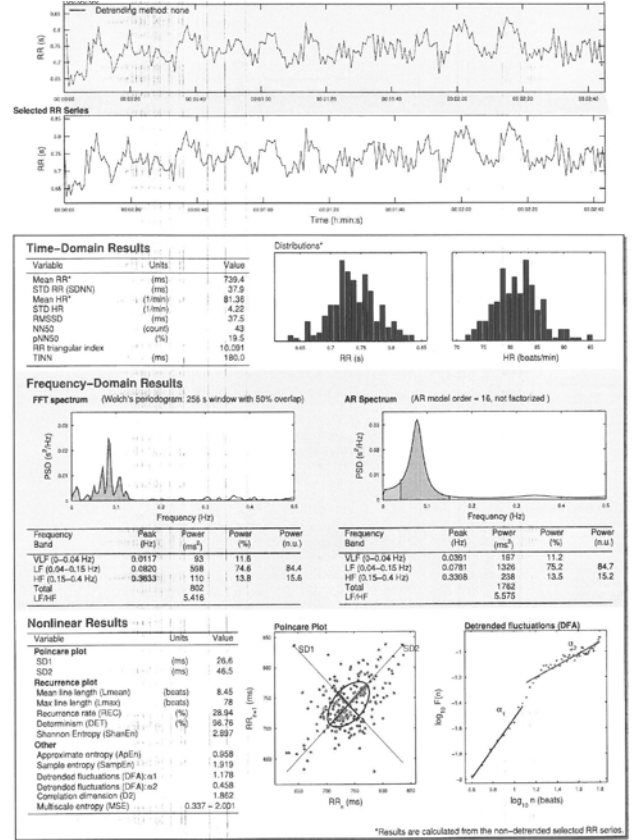 Detrending method: none
RR (s)
Selected RR Series
RR (s)
Time [h:min:s)
Time-Domain Results
Variable Units Value
Mean RR* (ms) 739.4
STD RR (SDNN) (ms) 37.9
Mean HR* (1/min) 81.36
STD HR (1/min) 4.22
RMSSD (ms) 37.5
NN50 (count) 43
pNN50 (%) 19.5
RR triangular index 10.091
TINN (ms) 180.0
Distributions*
RR (s)
HR (beats/min)
Frequency-Domain Results
FFT spectrum (Welch's periodogram: 256 s window with 50% overlap)
PSD (s²/Hz)
Frequency (Hz)
Frequency Peak Power Power Power
Band (Hz) (ms²) (%) (n.u.)
VLF (0-0.04 Hz) 0.0117 93 11.6
LF (0.04-0.15 Hz) 0.0820 598 74.6 84.4
HF (0.15-0.4 Hz) 0.3633 110 13.8 15.6
Total 802
LF/HF 5.416
AR Spectrum (AR model order = 16, not factorized )
PSD (s²/Hz)
Frequency (Hz)
Frequency Peak Power Power Power
Band (Hz) (ms²) (%) (n.u.)
VLF (0-0.04 Hz) 0.0391 11.2
LF (0.04-0.15 Hz) 0.0781 1326 75.2 84.7
HF (0.15-0.4 Hz) 0.3398 238 13.5 15.2
Total 1762
LF/HF 5.575
Nonlinear Results
Variable Units Value
Poincare plot
SD1 (ms) 26.6
SD2 (ms) 46.5
Recurrence plot
Mean line length (Lmean) (beats) 8.45
Max line length (Lmax) (beats) 78
Recurrence rate (REC) (%) 28.94
Determinism (DET) (%) 96.76
Shannon Entropy (ShanEn) 2.897
Other
Approximate entropy (ApEn) 0.958
Sample entropy (SampEn) 1.919
Detrended fluctuations (DFA): α1 1.178
Detrended fluctuations (DFA): α2 0.458
Correlation dimension (D2) 1.862
Multiscale entropy (MSE) 0.337 - 2.001
Poincare Plot
SD1
SD2
RRn+1 (ms)
RRn (ms)
Detrended fluctuations (DFA)
log10 F(n)
α1
log10 n (beats)
*Results are calculated from the non-detrended selected RR series